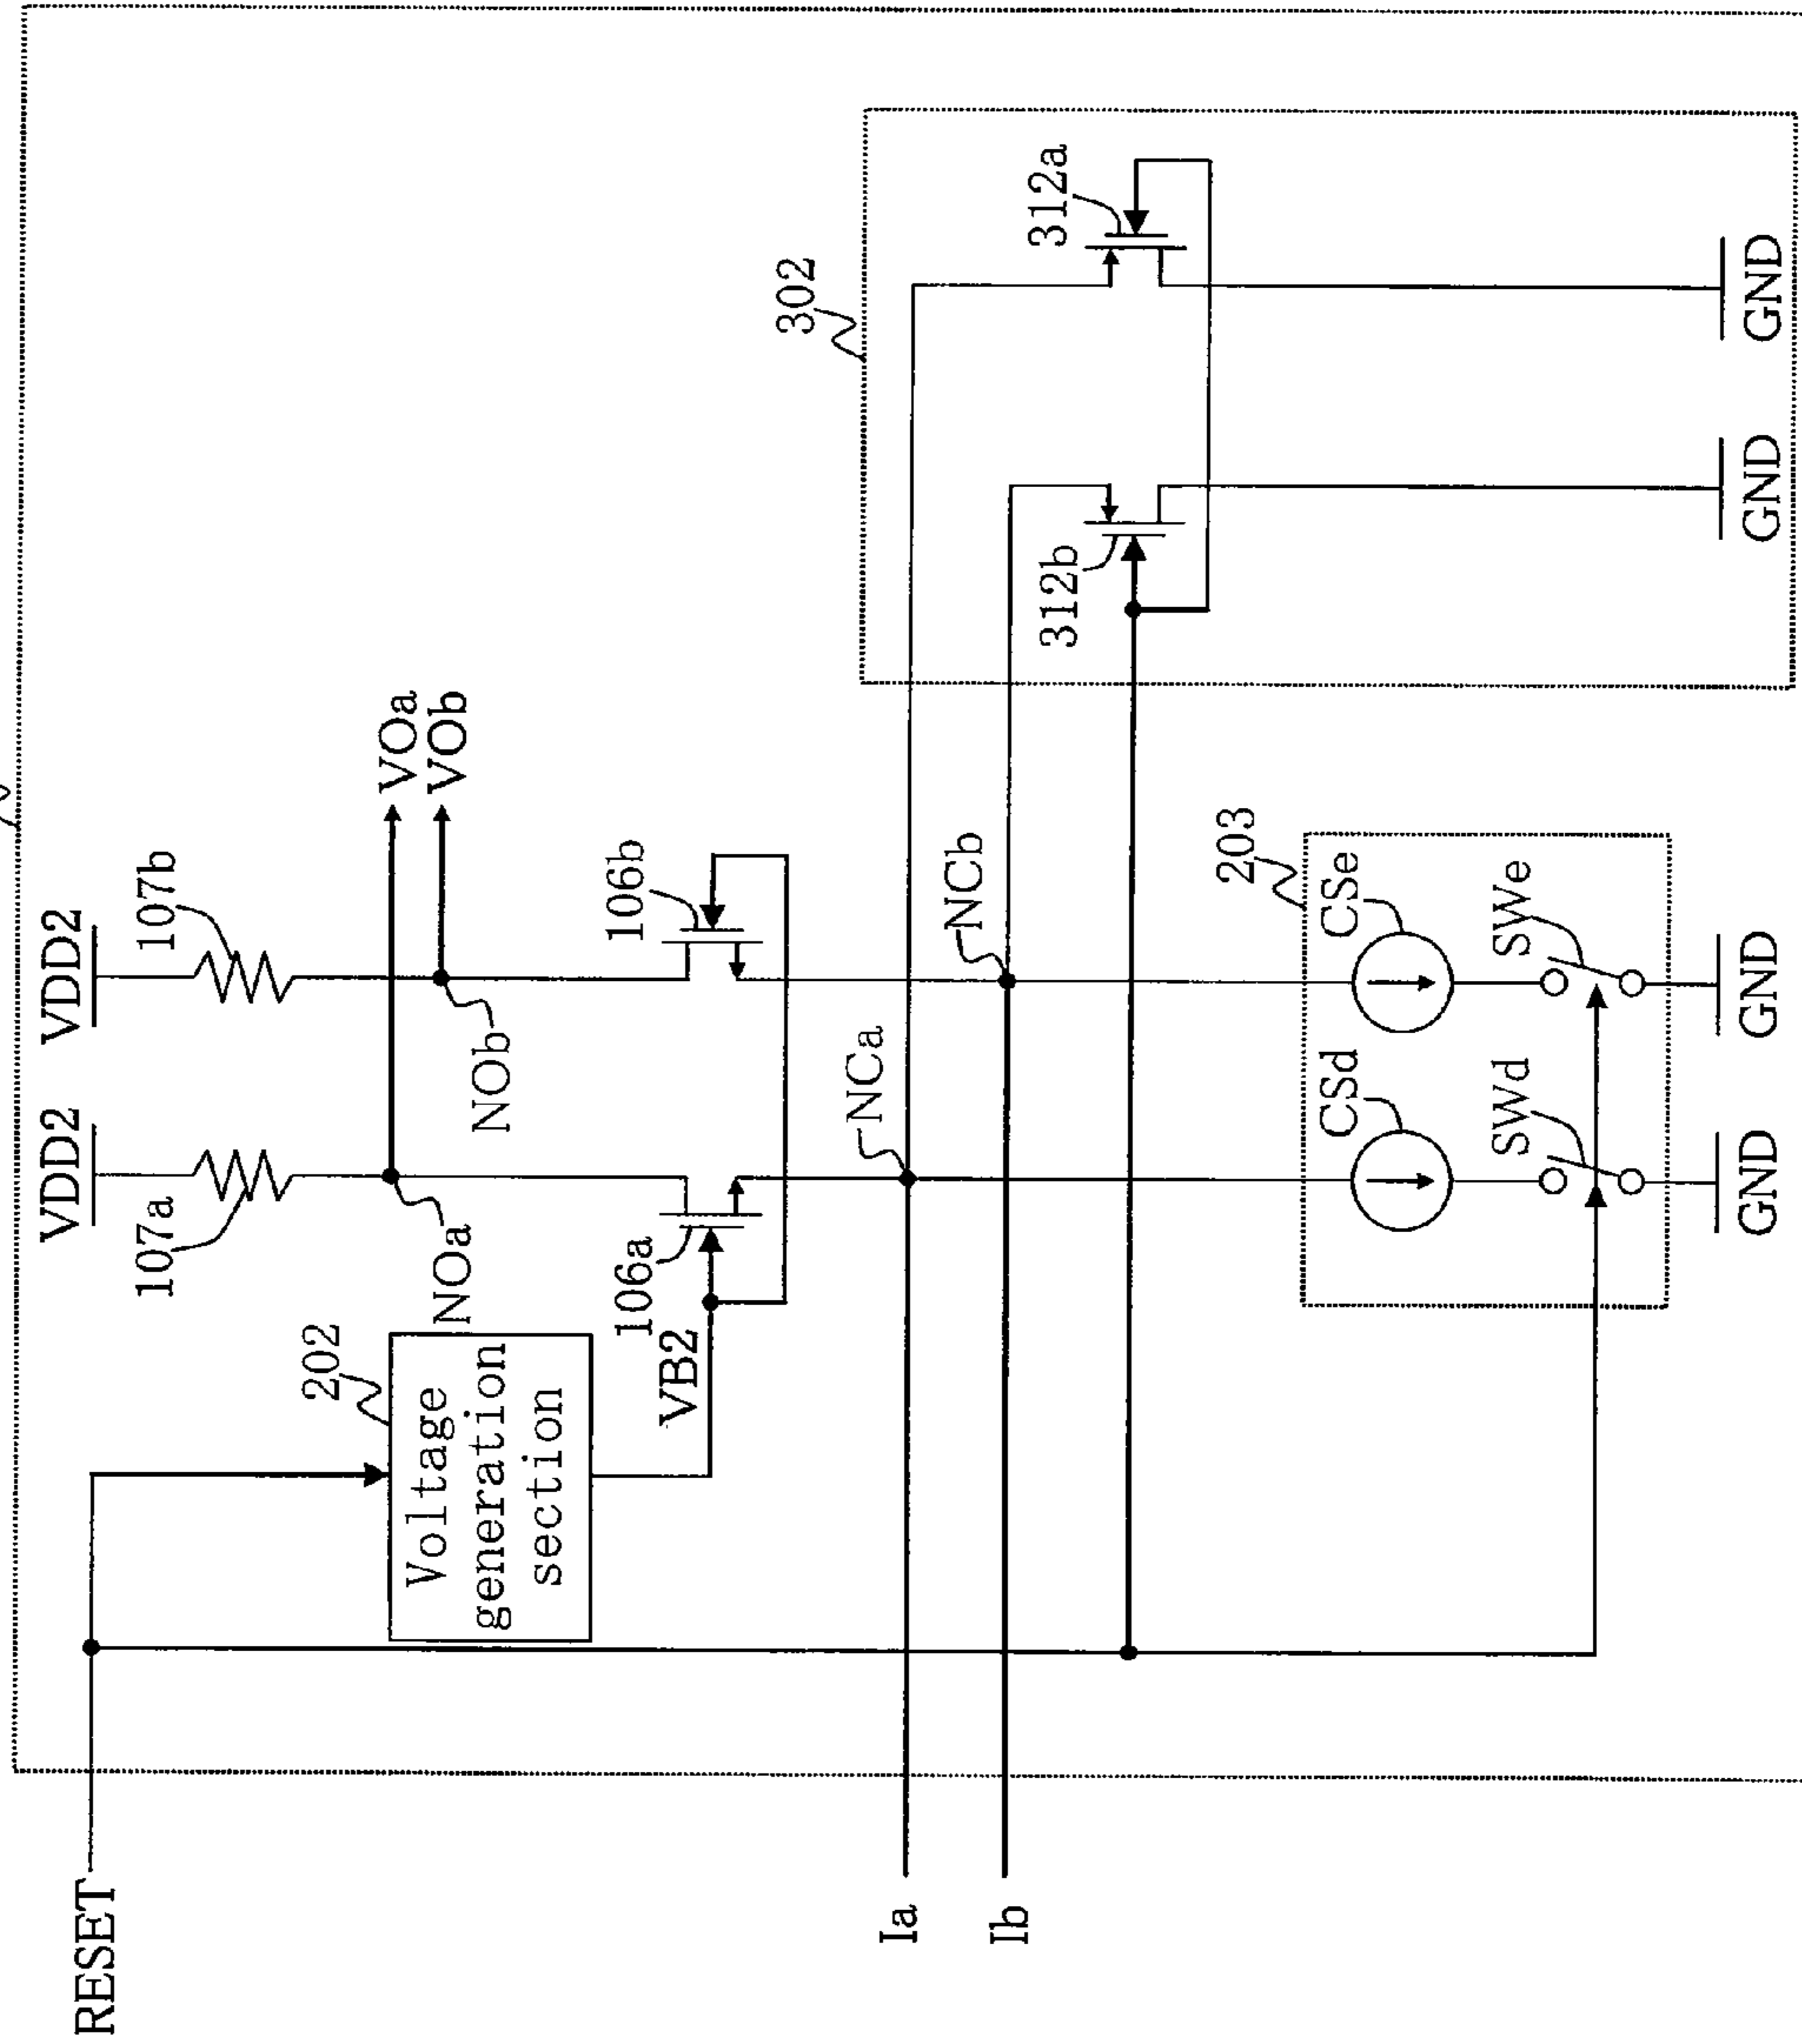 RESET
VDD2
VDD2
107a
107b
VOa
VOb
NOa
NOb
202
Voltage
generation
section
VB2
106a
106b
Ia
Ib
NCa
NCb
302
312b
312a
203
CSd
CSe
SWd
SWe
GND
GND
GND
GND